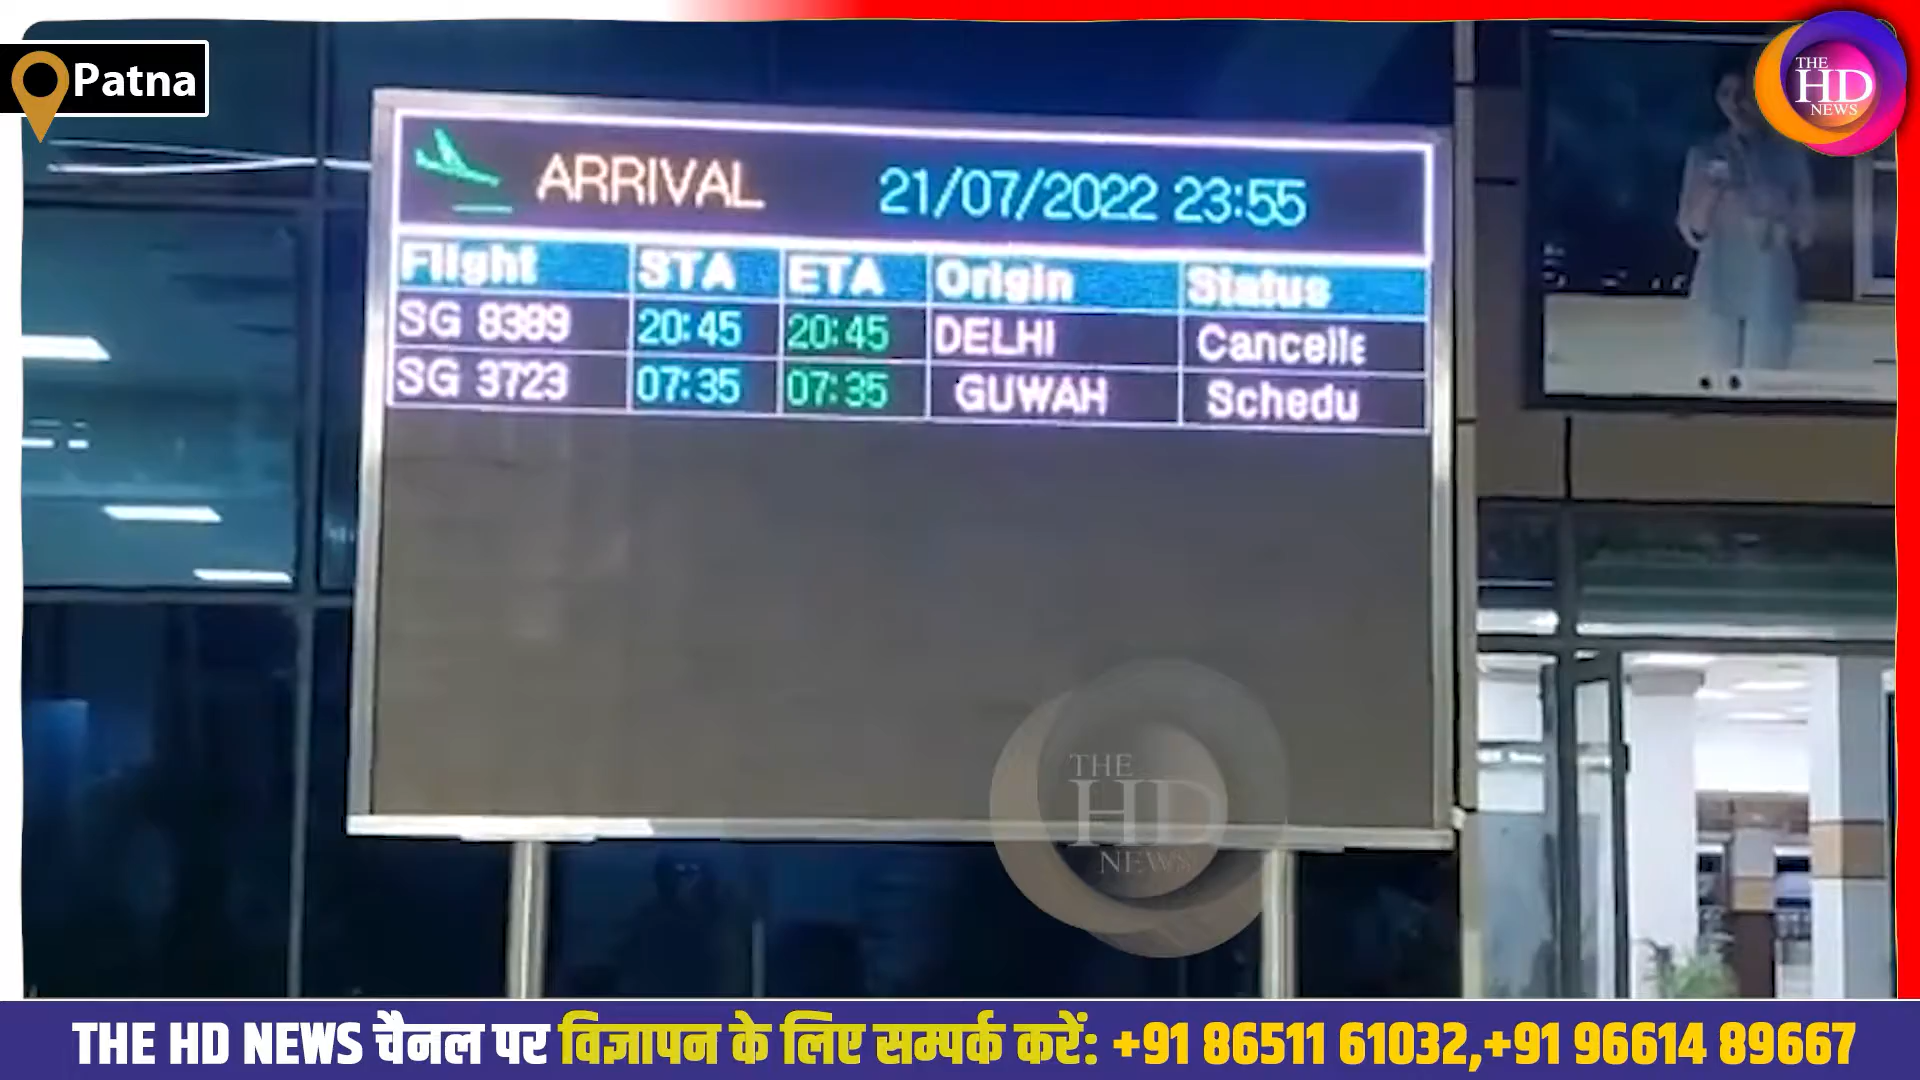 Patna
THE
HD
NEWS
ARRIVAL 21/07/2022 23:55
Flight STA ETA Origin Status
SG 8389 20:45 20:45 DELHI Cancelle
SG 3723 07:35 07:35 GUWAH Schedu
THE
HD
NEWS
THE HD NEWS चैनल पर विज्ञापन के लिए सम्पर्क करें: +91 86511 61032,+91 96614 89667